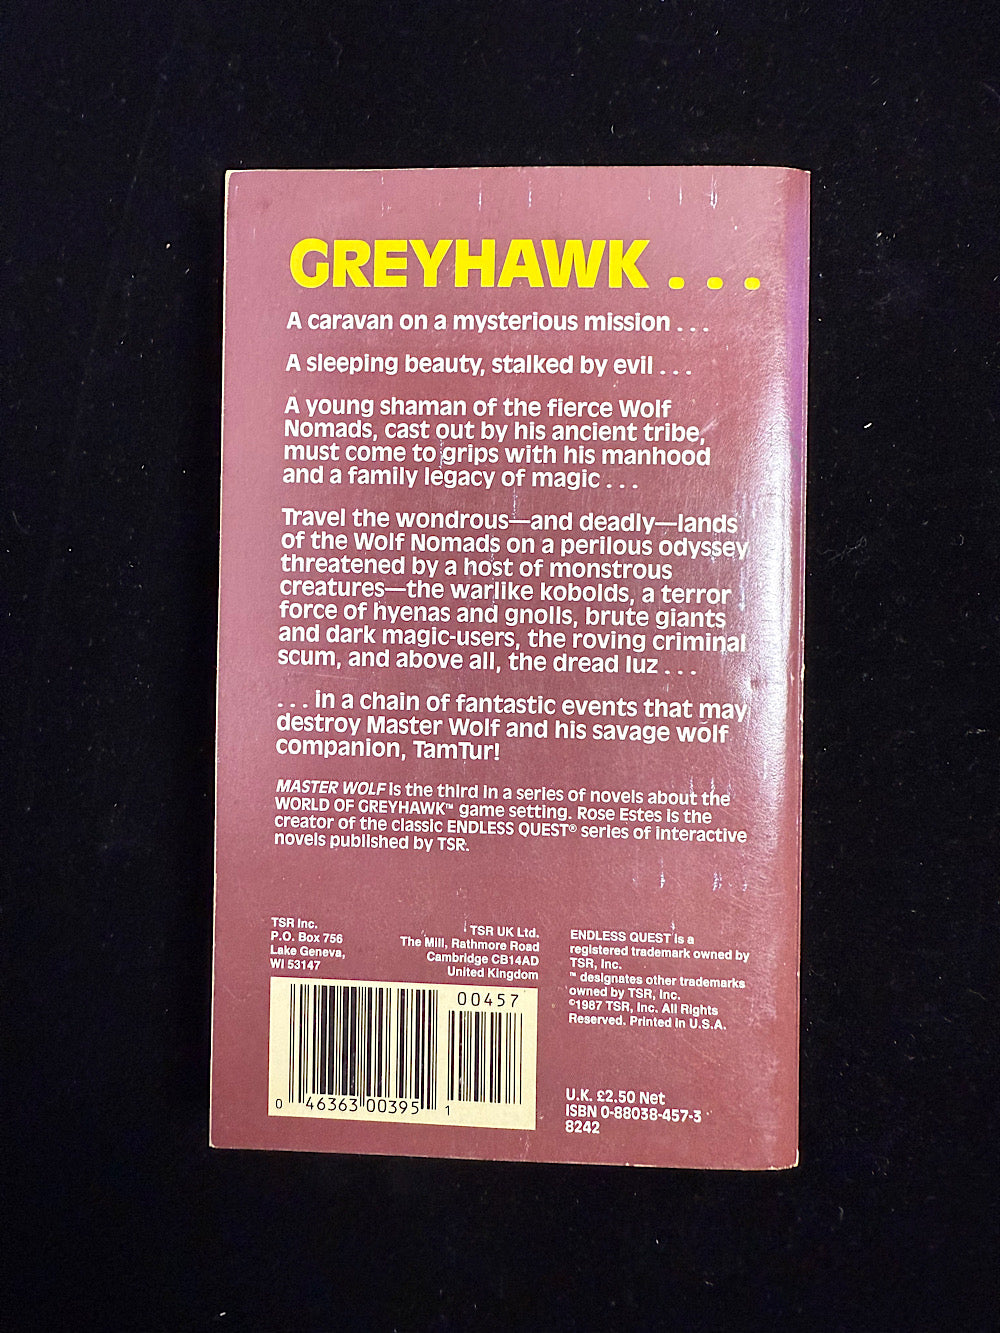 GREYHAWK . . .
A caravan on a mysterious mission . . .
A sleeping beauty, stalked by evil . . .
A young shaman of the fierce Wolf
Nomads, cast out by his ancient tribe,
must come to grips with his manhood
and a family legacy of magic . . .
Travel the wondrous—and deadly—lands
of the Wolf Nomads on a perilous odyssey
threatened by a host of monstrous
creatures—the warlike kobolds, a terror
force of hyenas and gnolls, brute giants
and dark magic-users, the roving criminal
scum, and above all, the dread Iuz . . .
. . . in a chain of fantastic events that may
destroy Master Wolf and his savage wolf
companion, TamTur!
MASTER WOLF is the third in a series of novels about the
WORLD OF GREYHAWK™ game setting. Rose Estes is the
creator of the classic ENDLESS QUEST® series of interactive
novels published by TSR.
TSR Inc.
P.O. Box 756
Lake Geneva,
WI 53147
TSR UK Ltd.
The Mill, Rathmore Road
Cambridge CB14AD
United Kingdom
ENDLESS QUEST is a
registered trademark owned by
TSR, Inc.
™ designates other trademarks
owned by TSR, Inc.
©1987 TSR, Inc. All Rights
Reserved. Printed in U.S.A.
00457
0 46363 00395 1
U.K. £2.50 Net
ISBN 0-88038-457-3
8242